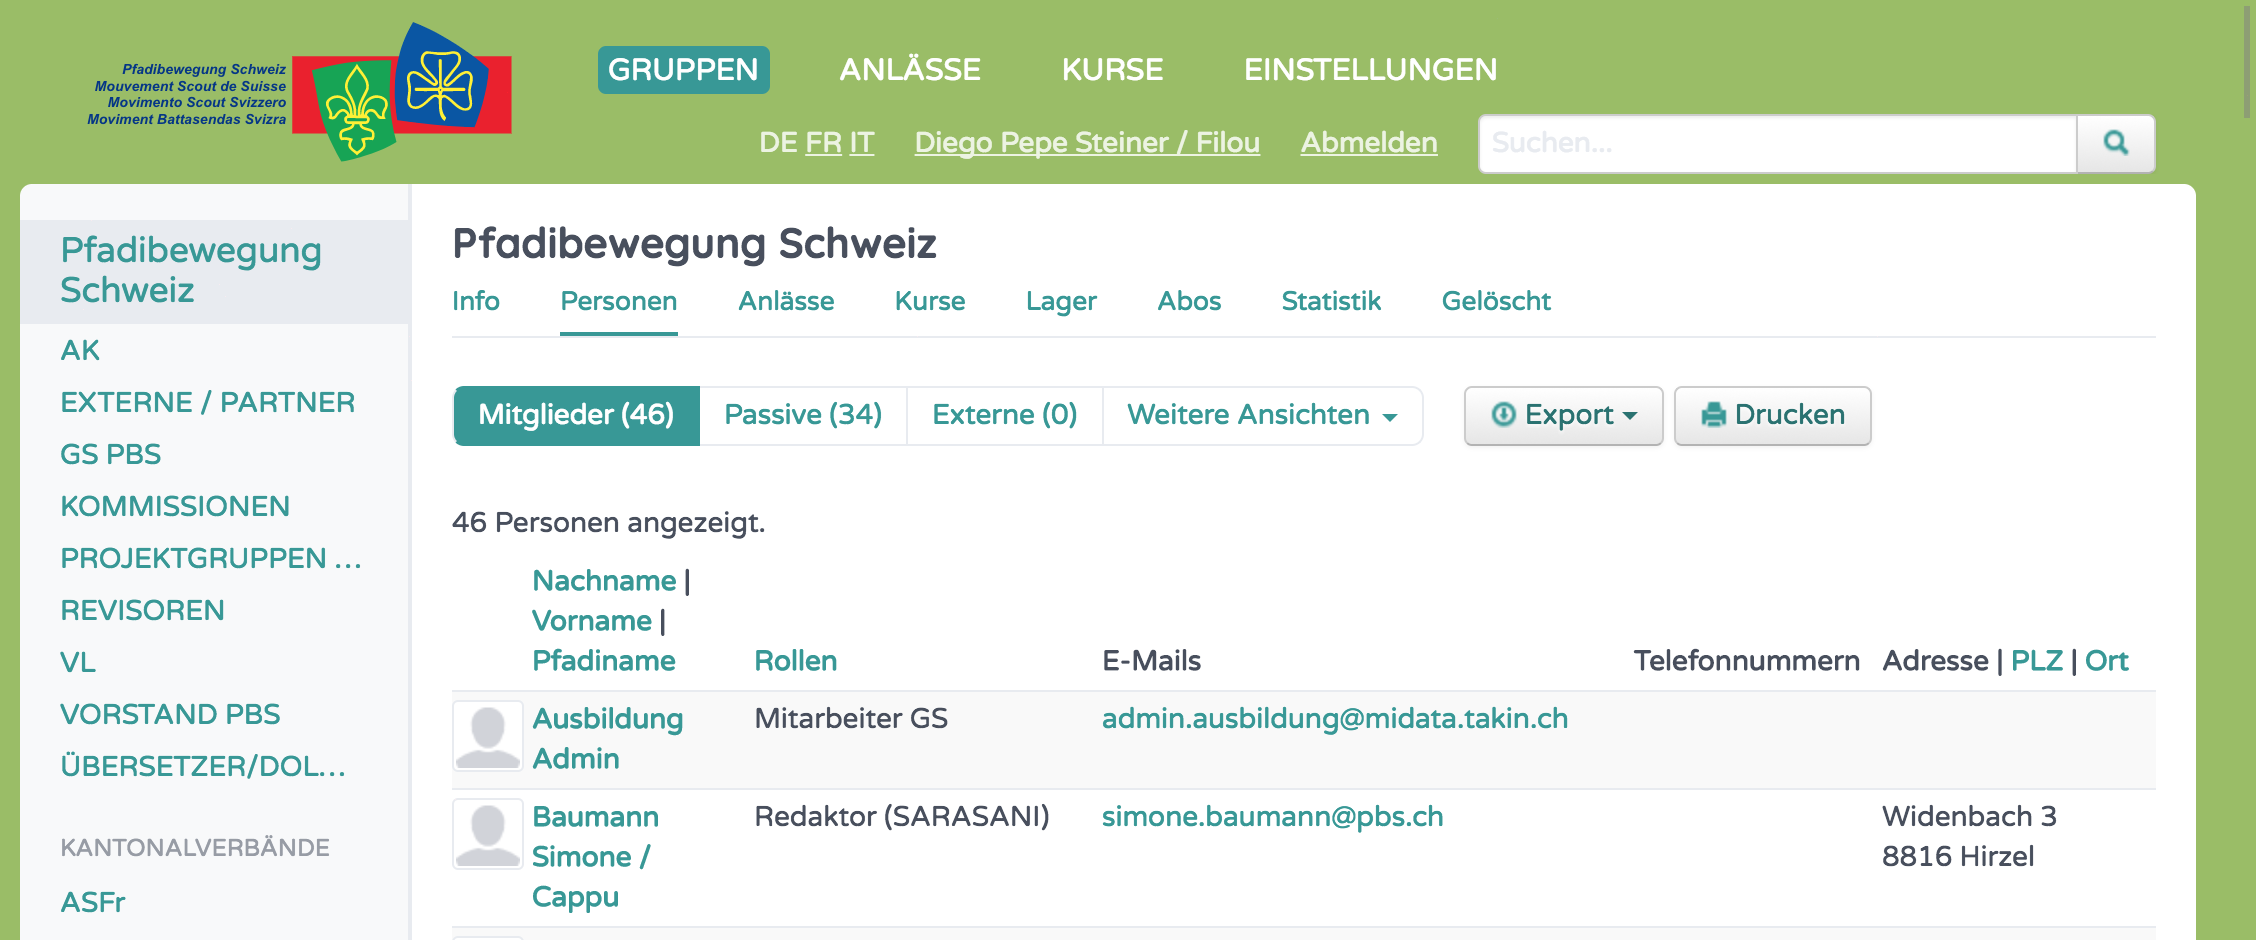 Pfadibewegung Schweiz
Mouvement Scout de Suisse
Movimento Scout Svizzero
Moviment Battasendas Svizra
GRUPPEN ANLÄSSE KURSE EINSTELLUNGEN
DE FR IT Diego Pepe Steiner / Filou Abmelden Suchen...
Pfadibewegung
Schweiz
AK
EXTERNE / PARTNER
GS PBS
KOMMISSIONEN
PROJEKTGRUPPEN ...
REVISOREN
VL
VORSTAND PBS
ÜBERSETZER/DOL...
KANTONALVERBÄNDE
ASFr
Pfadibewegung Schweiz
Info Personen Anlässe Kurse Lager Abos Statistik Gelöscht
Mitglieder (46) Passive (34) Externe (0) Weitere Ansichten Export Drucken
46 Personen angezeigt.
Nachname |
Vorname |
Pfadiname Rollen E-Mails Telefonnummern Adresse | PLZ | Ort
Ausbildung Mitarbeiter GS admin.ausbildung@midata.takin.ch
Admin
Baumann Redaktor (SARASANI) simone.baumann@pbs.ch Widenbach 3
Simone / 8816 Hirzel
Cappu